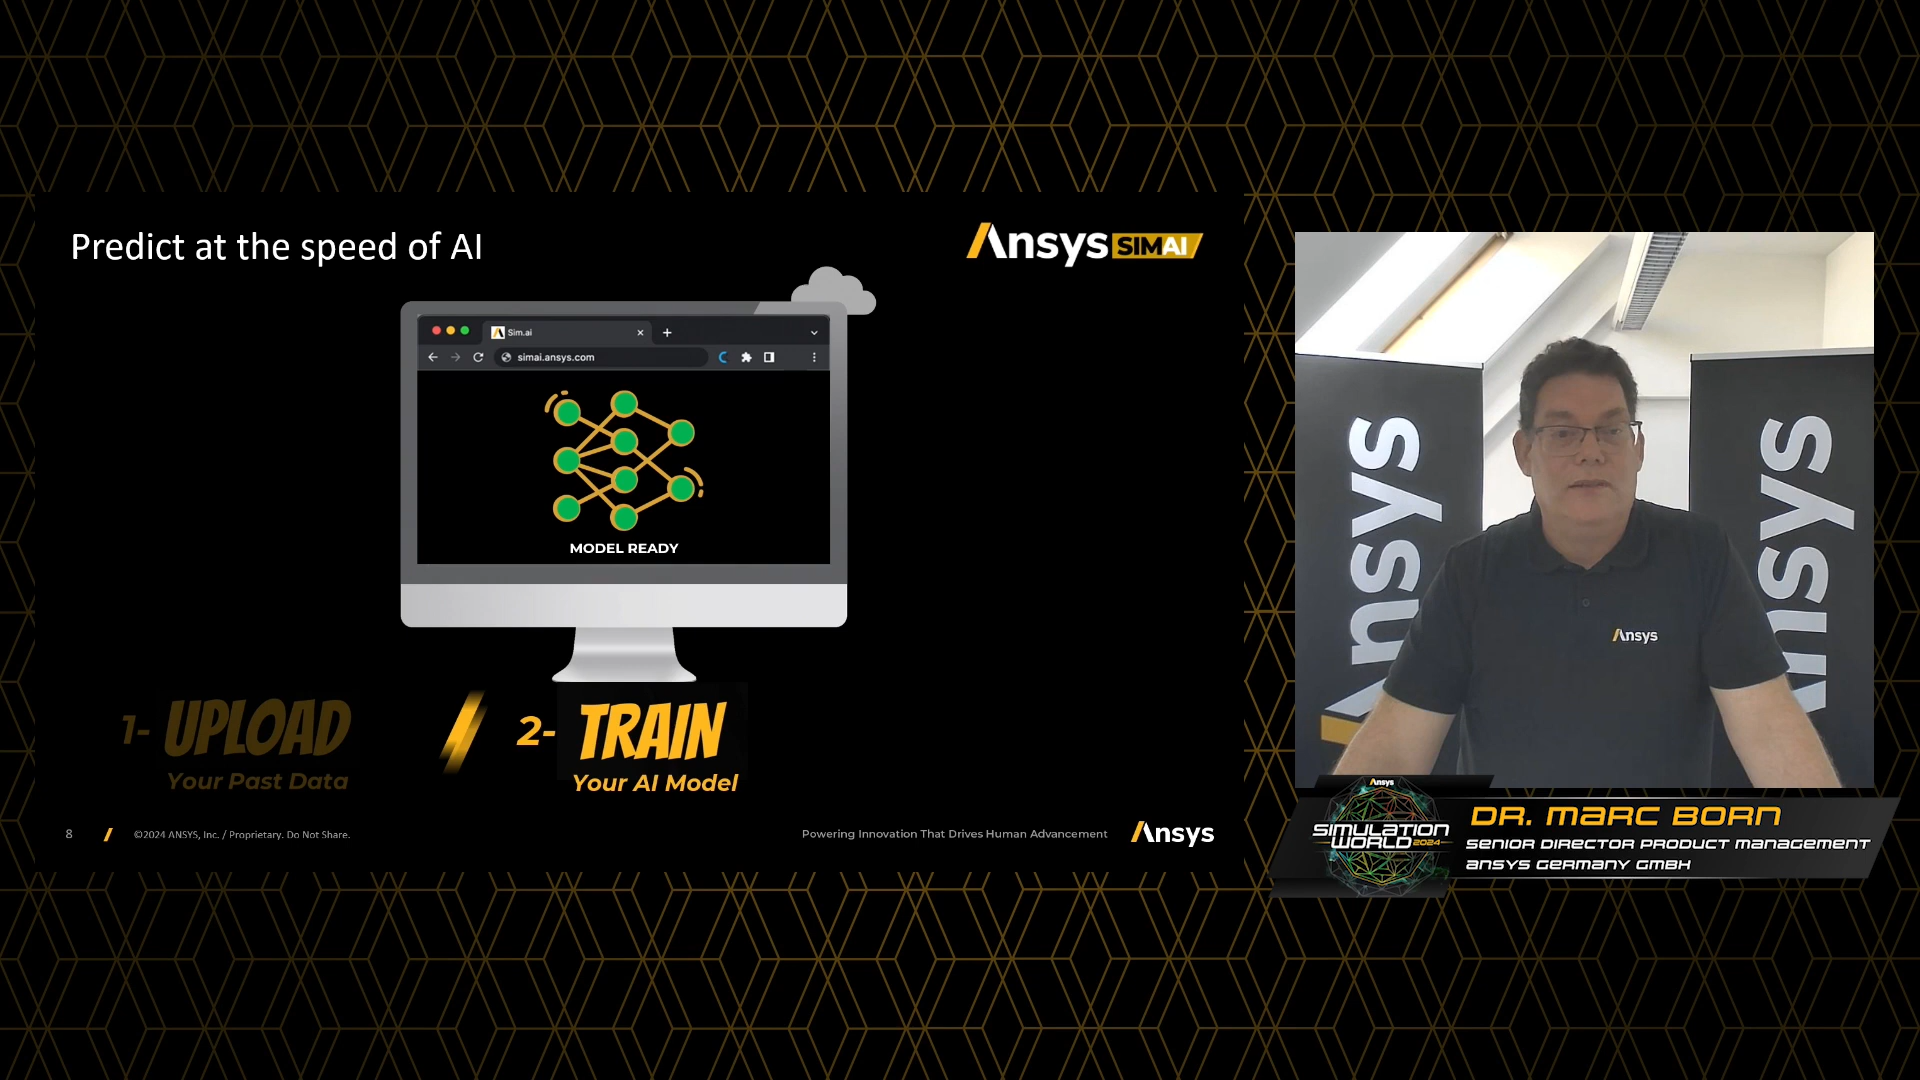 Predict at the speed of AI
Ansys SIMAI
Sim.ai
simai.ansys.com
MODEL READY
1- UPLOAD
Your Past Data
2- TRAIN
Your AI Model
8
©2024 ANSYS, Inc. / Proprietary. Do Not Share.
Powering Innovation That Drives Human Advancement
Ansys
Ansys
Ansys
Ansys
Ansys
SIMULATION
WORLD 2024
DR. MARC BORN
SENIOR DIRECTOR PRODUCT MANAGEMENT
ANSYS GERMANY GMBH